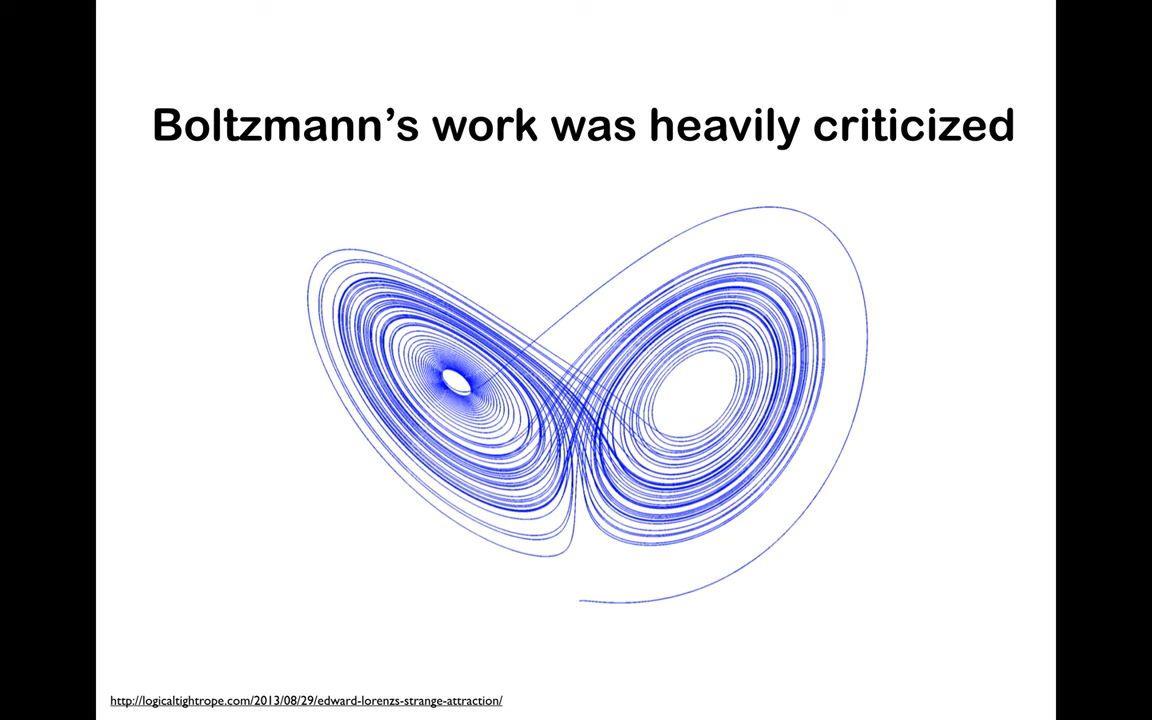 Boltzmann’s work was heavily criticized
http://logicaltightrope.com/2013/08/29/edward-lorenzs-strange-attraction/